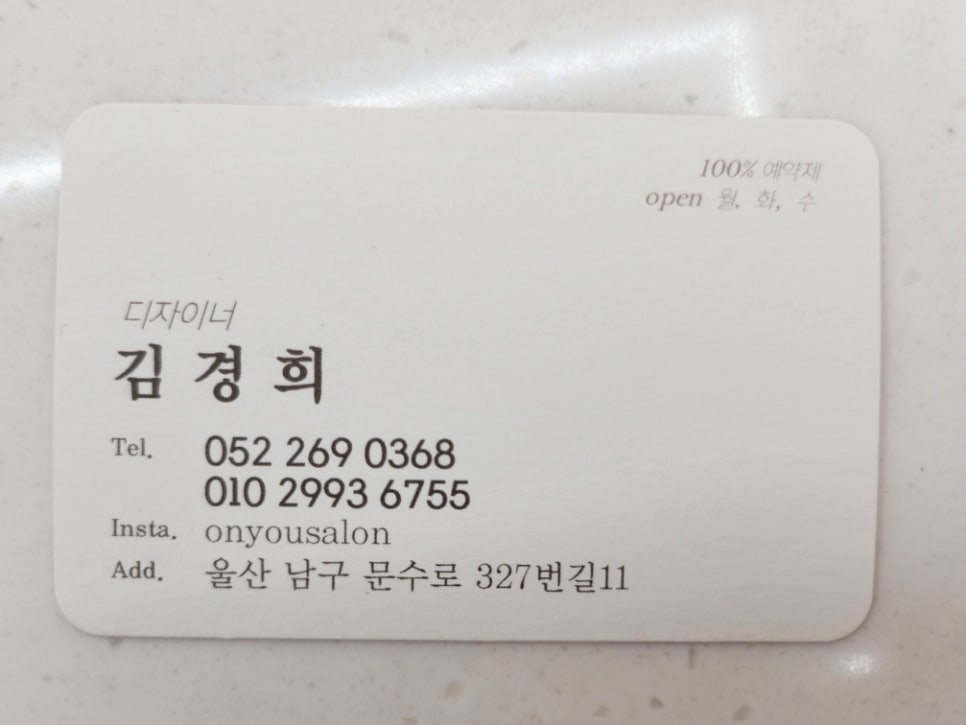 100% 예약제
open 월, 화, 수
디자이너
김 경 희
Tel. 052 269 0368
010 2993 6755
Insta. onyousalon
Add. 울산 남구 문수로 327번길11